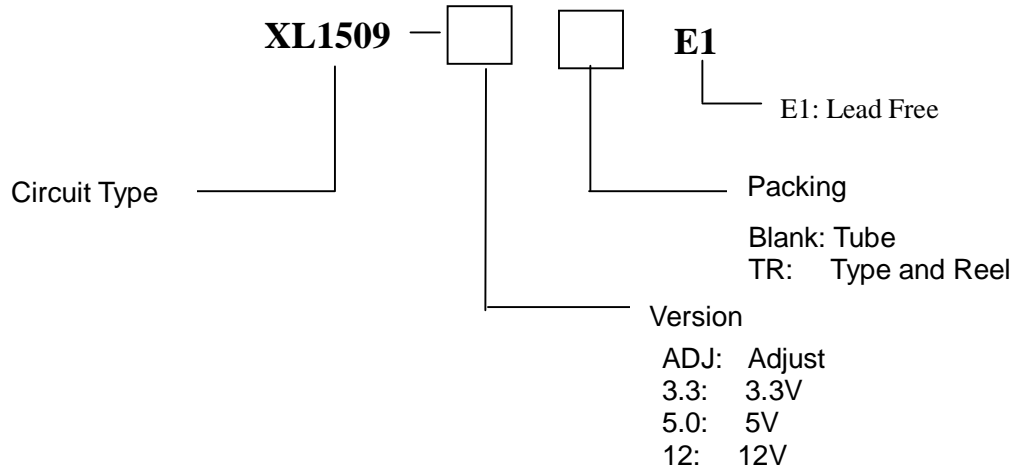 XL1509 — E1
E1: Lead Free
Circuit Type
Packing
Blank: Tube
TR: Type and Reel
Version
ADJ: Adjust
3.3: 3.3V
5.0: 5V
12: 12V